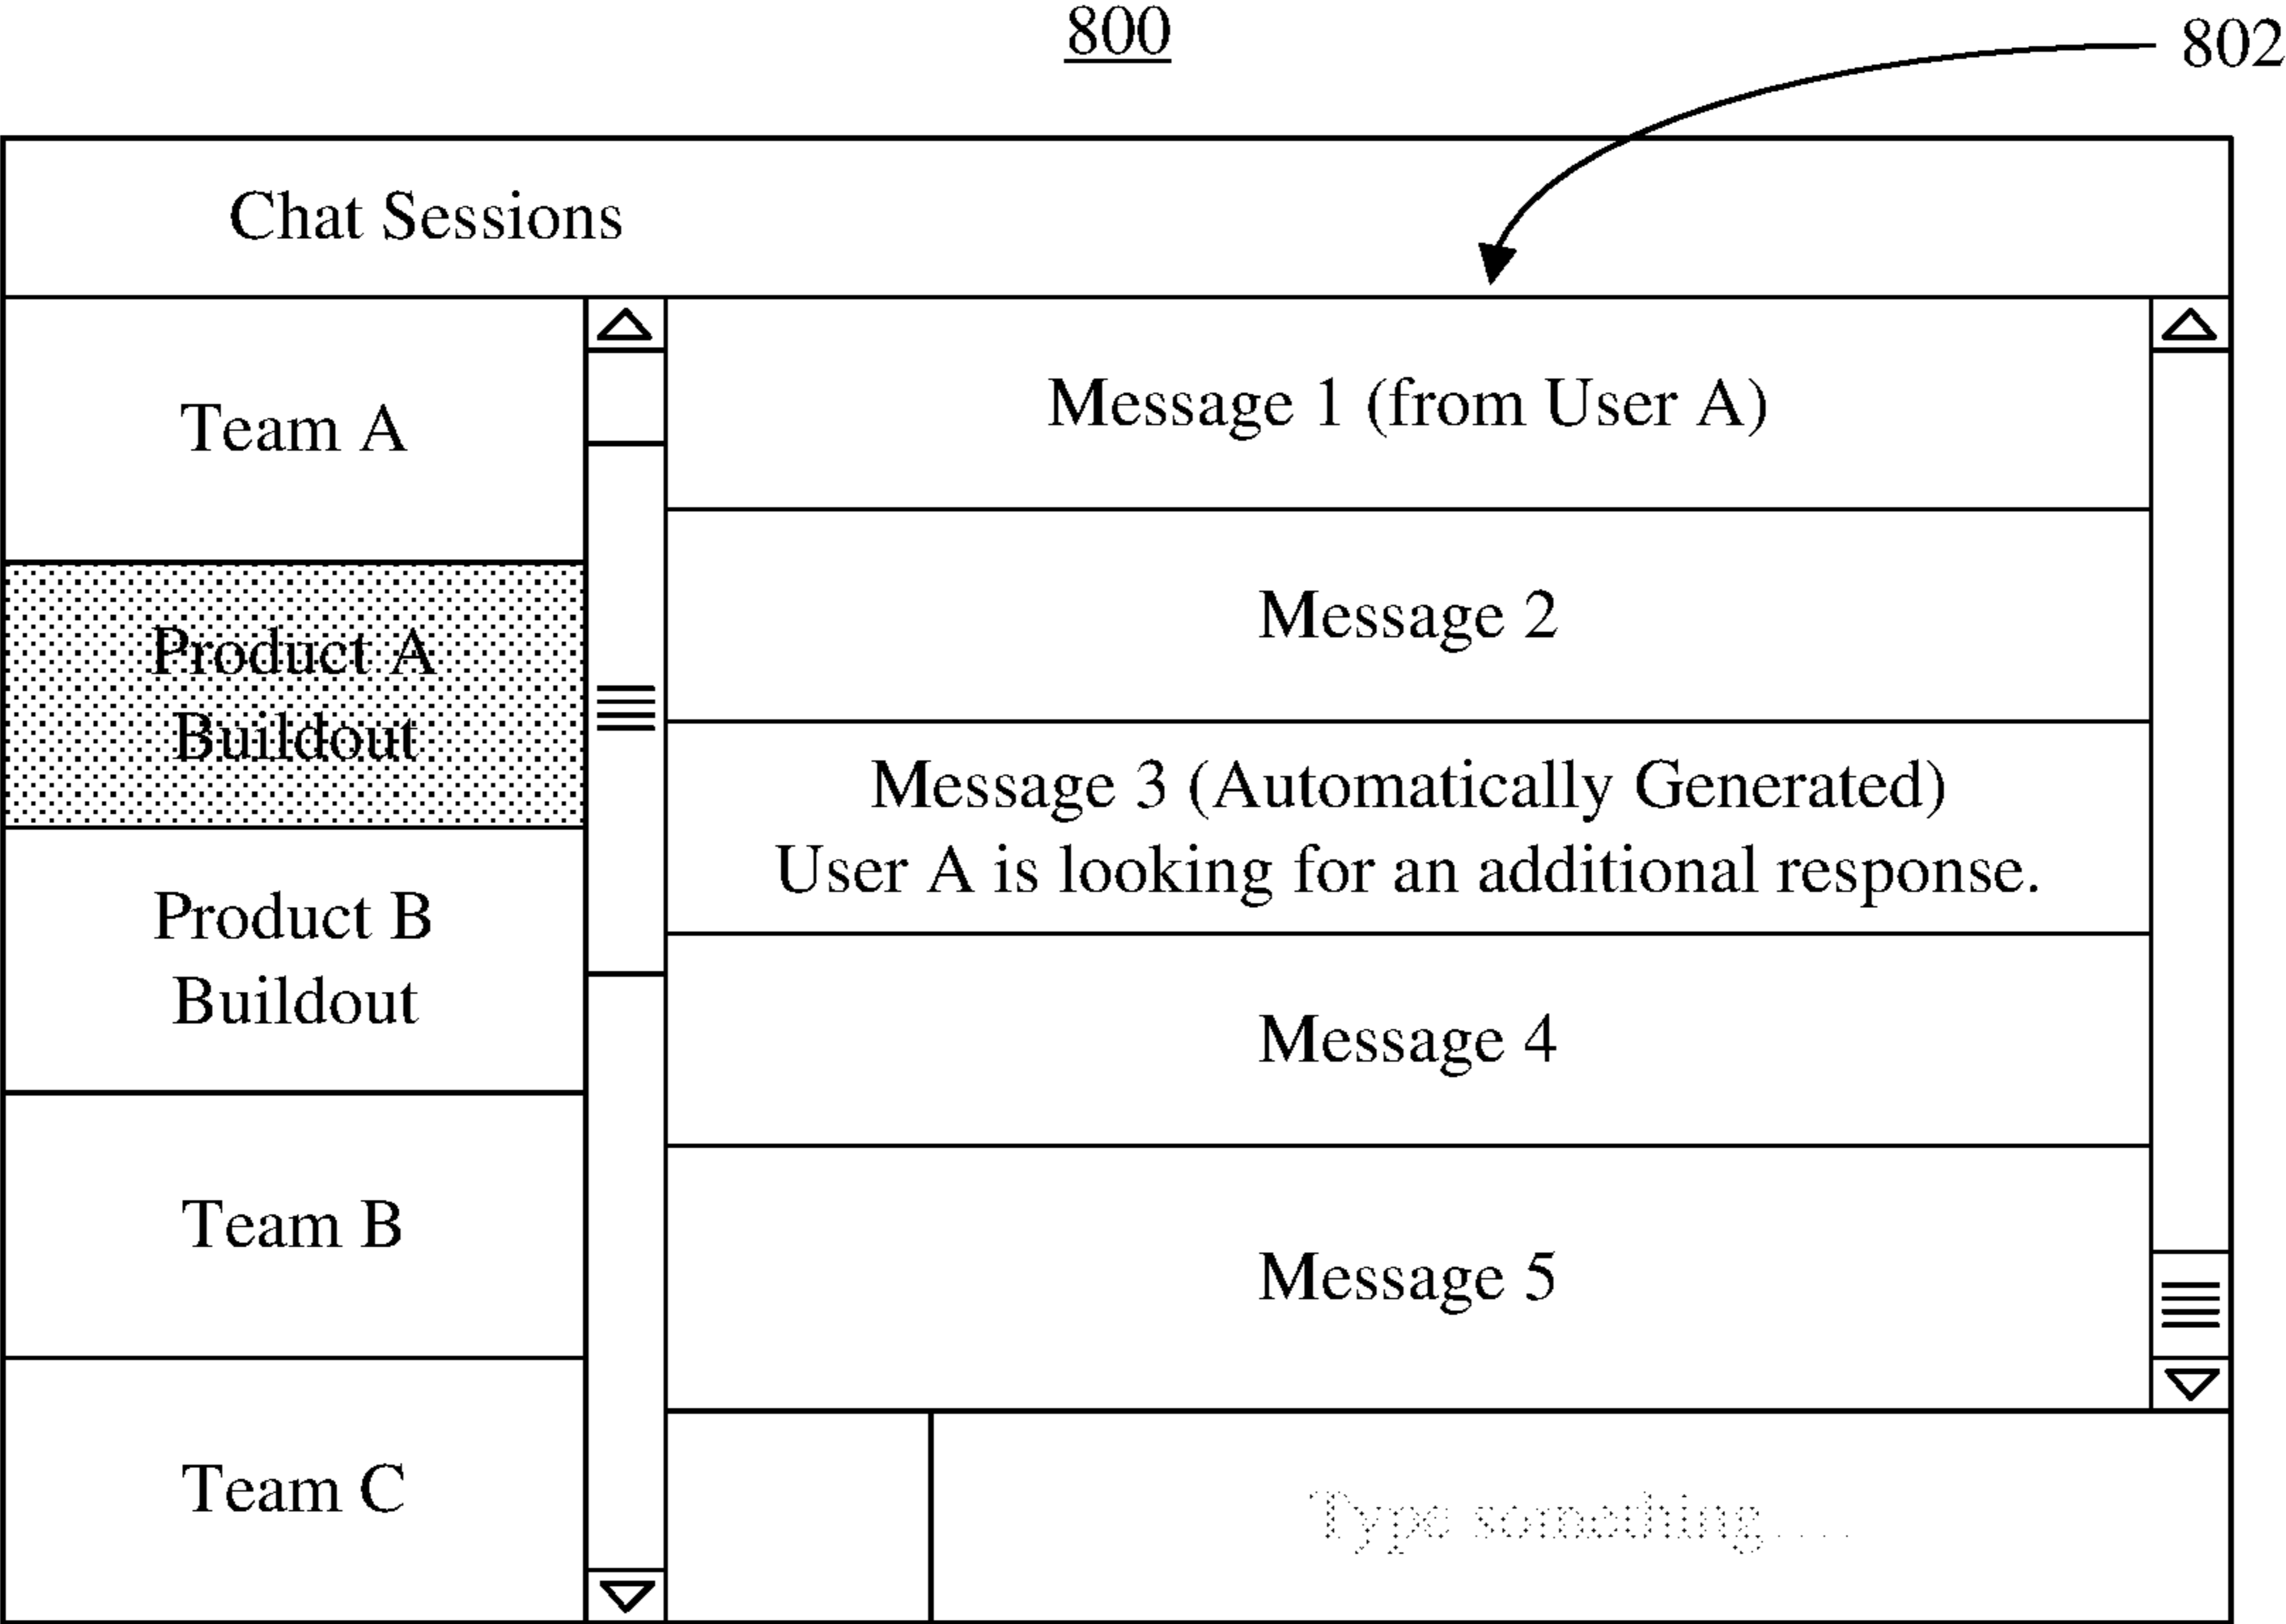 800
802
Chat Sessions
Team A
Product A
Buildout
Product B
Buildout
Team B
Team C
Message 1 (from User A)
Message 2
Message 3 (Automatically Generated)
User A is looking for an additional response.
Message 4
Message 5
Type something....